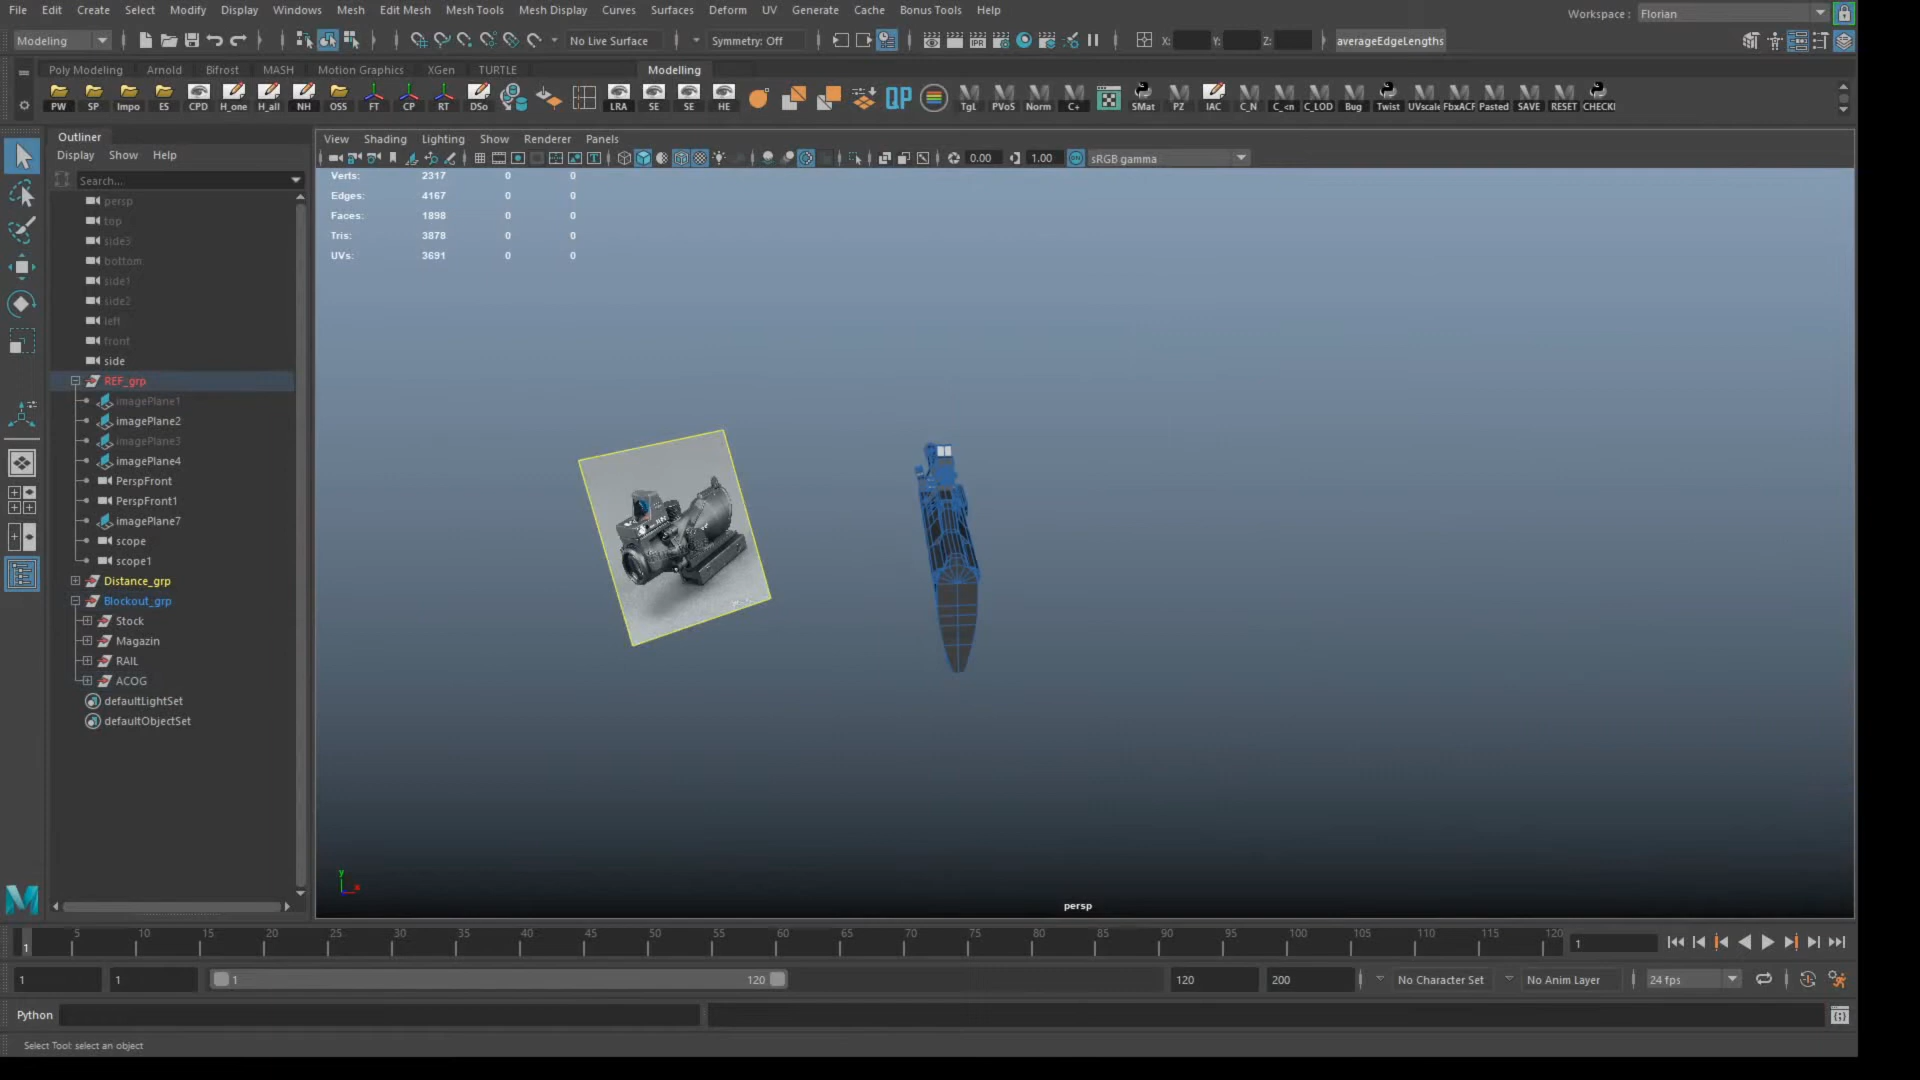 File Edit Create Select Modify Display Windows Mesh Edit Mesh Mesh Tools Mesh Display Curves Surfaces Deform UV Generate Cache Bonus Tools Help
Workspace : Florian
Modeling No Live Surface Symmetry: Off X: Y: Z: averageEdgeLengths
Poly Modeling Arnold Bifrost MASH Motion Graphics XGen TURTLE Modelling
PW SP Impo ES CPD H_one H_all NH OSS FT CP RT DSo LRA SE SE HE QP TgL PVoS Norm C+ SMat PZ IAC C_N C_<n C_LOD Bug Twist UVscale FbxACF Pasted SAVE RESET CHECKI
Outliner
Display Show Help
Search...
persp
top
side3
bottom
side1
side2
left
front
side
REF_grp
imagePlane1
imagePlane2
imagePlane3
imagePlane4
PerspFront
PerspFront1
imagePlane7
scope
scope1
Distance_grp
Blockout_grp
Stock
Magazin
RAIL
ACOG
defaultLightSet
defaultObjectSet
View Shading Lighting Show Renderer Panels
0.00 1.00 sRGB gamma
Verts: 2317 0 0
Edges: 4167 0 0
Faces: 1898 0 0
Tris: 3878 0 0
UVs: 3691 0 0
y
x
persp
1 5 10 15 20 25 30 35 40 45 50 55 60 65 70 75 80 85 90 95 100 105 110 115 120 1
1 1 1 120 120 200 No Character Set No Anim Layer 24 fps
Python
Select Tool: select an object